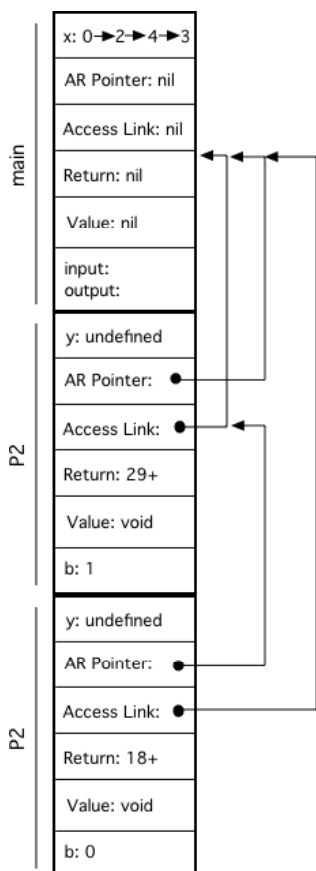 main
x: 0→2→4→3
AR Pointer: nil
Access Link: nil
Return: nil
Value: nil
input:
output:
P2
y: undefined
AR Pointer:
Access Link:
Return: 29+
Value: void
b: 1
P2
y: undefined
AR Pointer:
Access Link:
Return: 18+
Value: void
b: 0